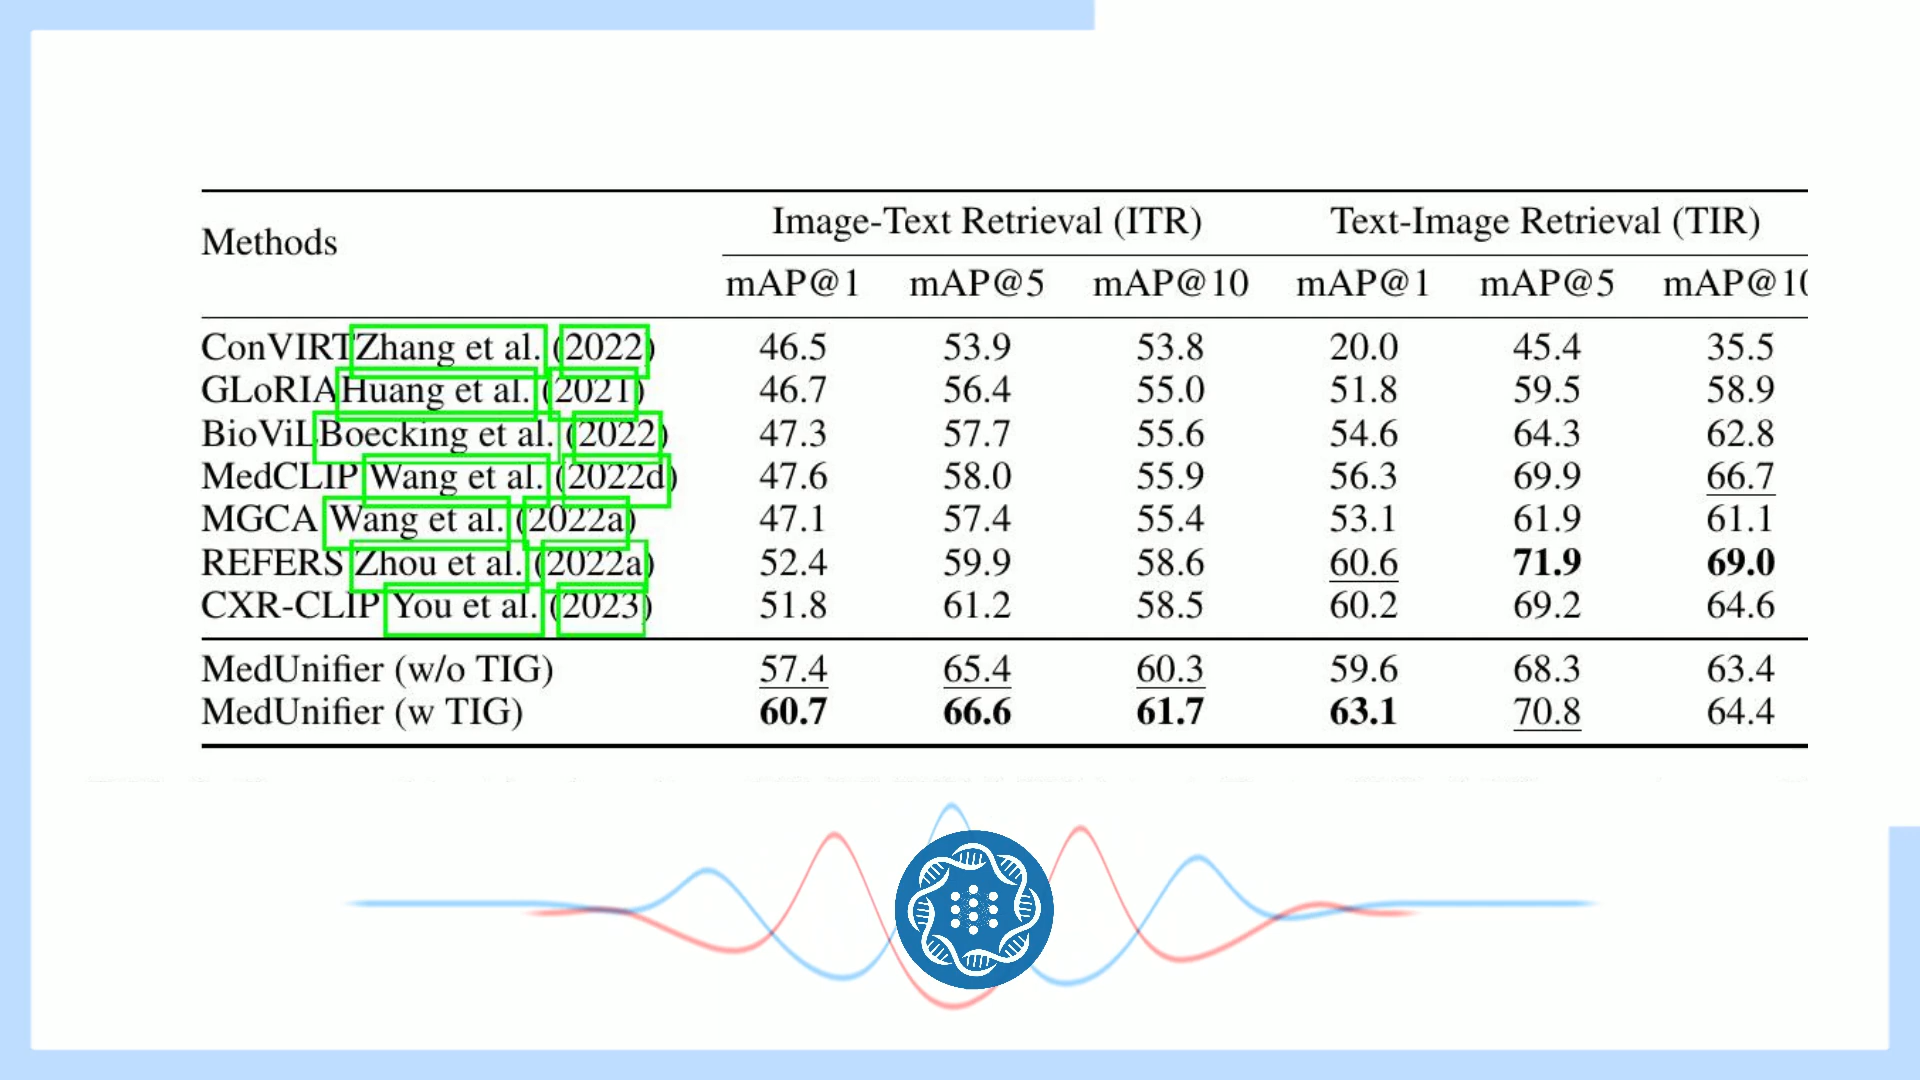 Methods
Image-Text Retrieval (ITR) Text-Image Retrieval (TIR)
mAP@1 mAP@5 mAP@10 mAP@1 mAP@5 mAP@10
ConVIRTZhang et al. (2022) 46.5 53.9 53.8 20.0 45.4 35.5
GLoRIAHuang et al. (2021) 46.7 56.4 55.0 51.8 59.5 58.9
BioViLBoecking et al. (2022) 47.3 57.7 55.6 54.6 64.3 62.8
MedCLIP Wang et al. (2022d) 47.6 58.0 55.9 56.3 69.9 66.7
MGCA Wang et al. (2022a) 47.1 57.4 55.4 53.1 61.9 61.1
REFERS Zhou et al. (2022a) 52.4 59.9 58.6 60.6 71.9 69.0
CXR-CLIP You et al. (2023) 51.8 61.2 58.5 60.2 69.2 64.6
MedUnifier (w/o TIG) 57.4 65.4 60.3 59.6 68.3 63.4
MedUnifier (w TIG) 60.7 66.6 61.7 63.1 70.8 64.4